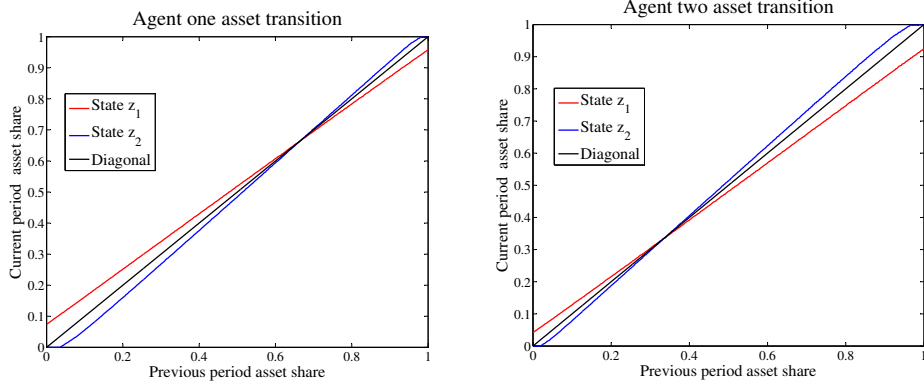 Agent one asset transition
1
0.9
0.8
0.7
0.6
0.5
0.4
0.3
0.2
0.1
0
Current period asset share
State z1
State z2
Diagonal
0 0.2 0.4 0.6 0.8 1
Previous period asset share
Agent two asset transition
1
0.9
0.8
0.7
0.6
0.5
0.4
0.3
0.2
0.1
0
Current period asset share
State z1
State z2
Diagonal
0 0.2 0.4 0.6 0.8 1
Previous period asset share